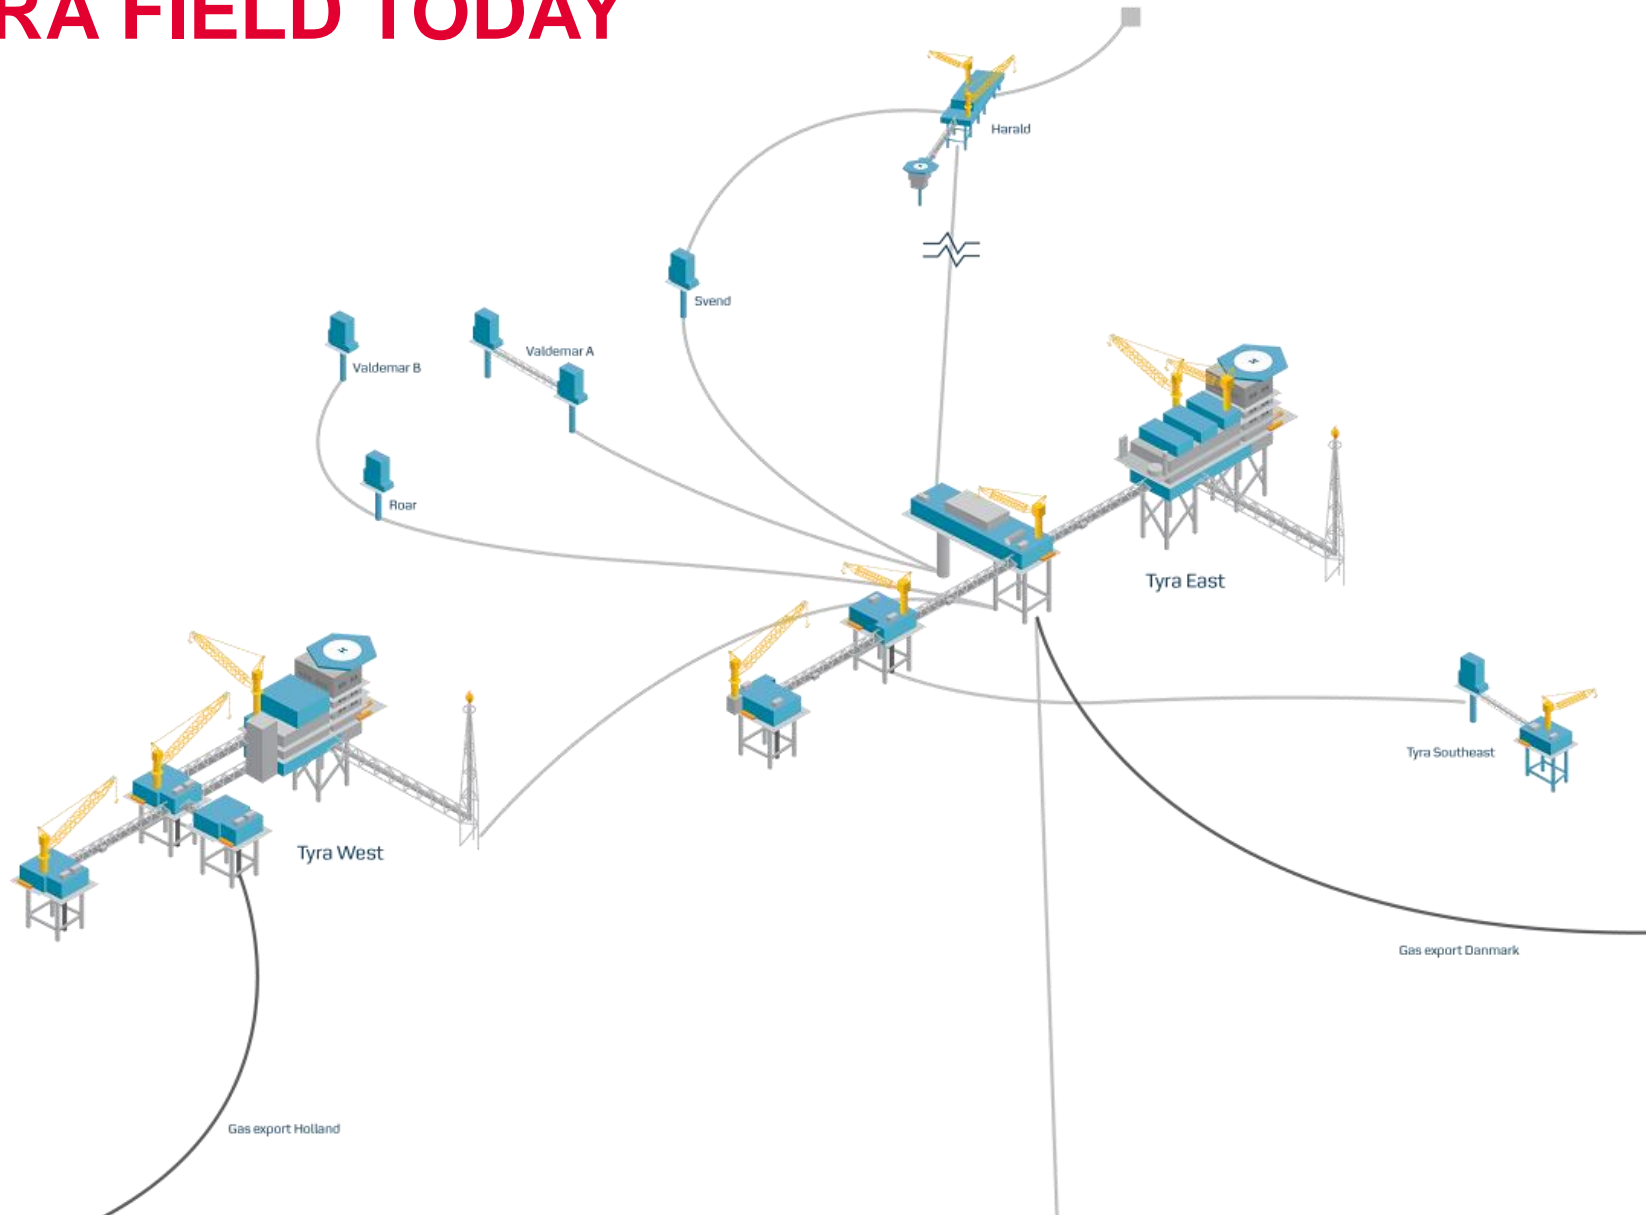 RA FIELD TODAY
Harald
Svend
Valdemar A
Valdemar B
Roar
Tyra East
Tyra Southeast
Tyra West
Gas export Danmark
Gas export Holland